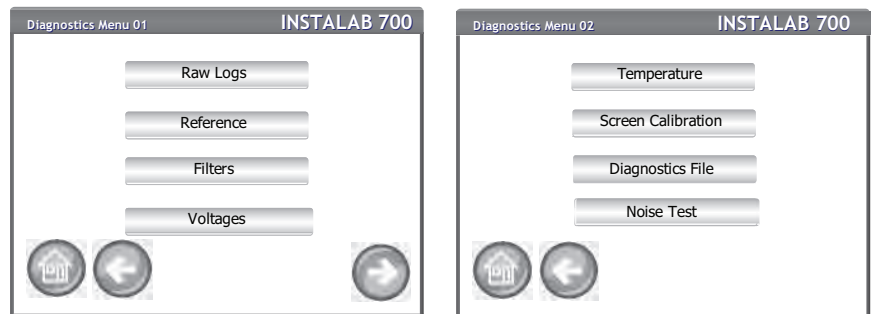 Diagnostics Menu 01 INSTALAB 700
Raw Logs
Reference
Filters
Voltages
Diagnostics Menu 02 INSTALAB 700
Temperature
Screen Calibration
Diagnostics File
Noise Test